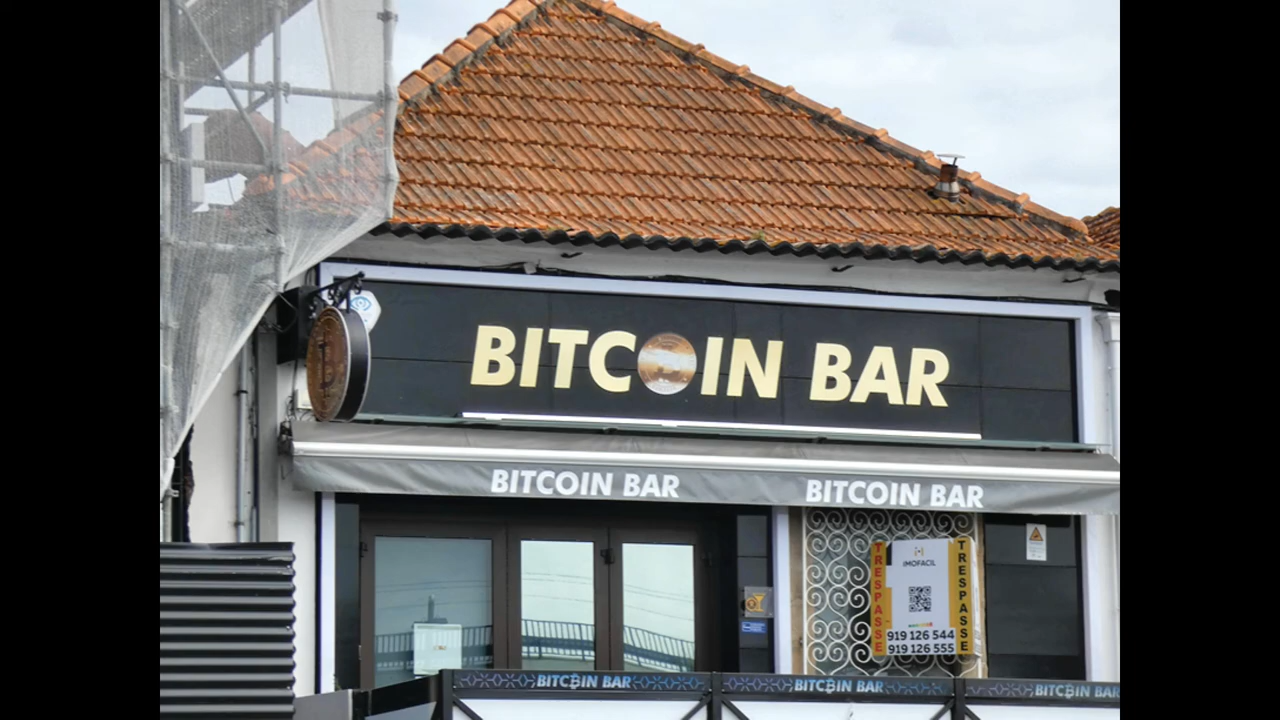 BITCOIN BAR
BITCOIN BAR
BITCOIN BAR
TRESPASSE
IMOFACIL
TRESPASSE
919 126 544
919 126 555
BITCOIN BAR
BITCOIN BAR
BITCOIN BAR